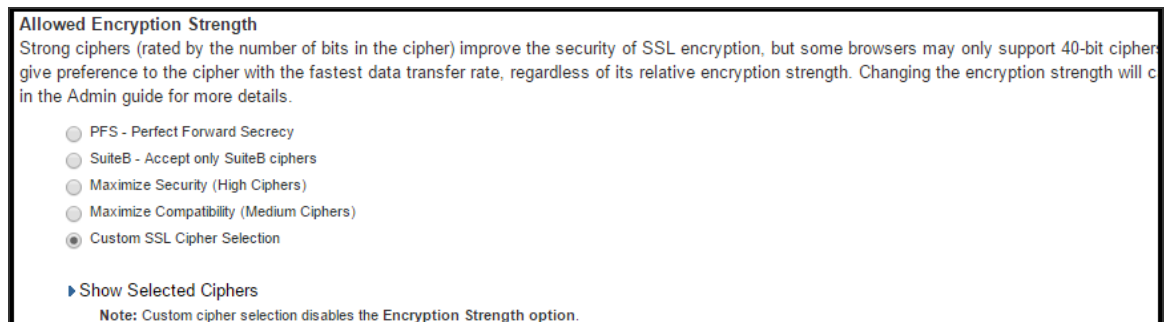 Allowed Encryption Strength
Strong ciphers (rated by the number of bits in the cipher) improve the security of SSL encryption, but some browsers may only support 40-bit ciphers
give preference to the cipher with the fastest data transfer rate, regardless of its relative encryption strength. Changing the encryption strength will c
in the Admin guide for more details.
PFS - Perfect Forward Secrecy
SuiteB - Accept only SuiteB ciphers
Maximize Security (High Ciphers)
Maximize Compatibility (Medium Ciphers)
Custom SSL Cipher Selection
Show Selected Ciphers
Note: Custom cipher selection disables the Encryption Strength option.